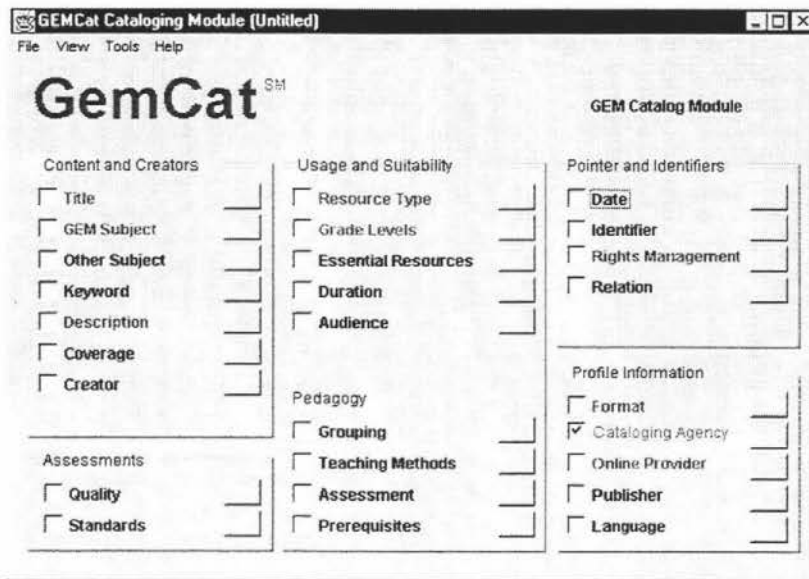 GEMCat Cataloging Module (Untitled)
File View Tools Help
GemCat SM
GEM Catalog Module
Content and Creators
Title
GEM Subject
Other Subject
Keyword
Description
Coverage
Creator
Assessments
Quality
Standards
Usage and Suitability
Resource Type
Grade Levels
Essential Resources
Duration
Audience
Pedagogy
Grouping
Teaching Methods
Assessment
Prerequisites
Pointer and Identifiers
Date
Identifier
Rights Management
Relation
Profile Information
Format
Cataloging Agency
Online Provider
Publisher
Language